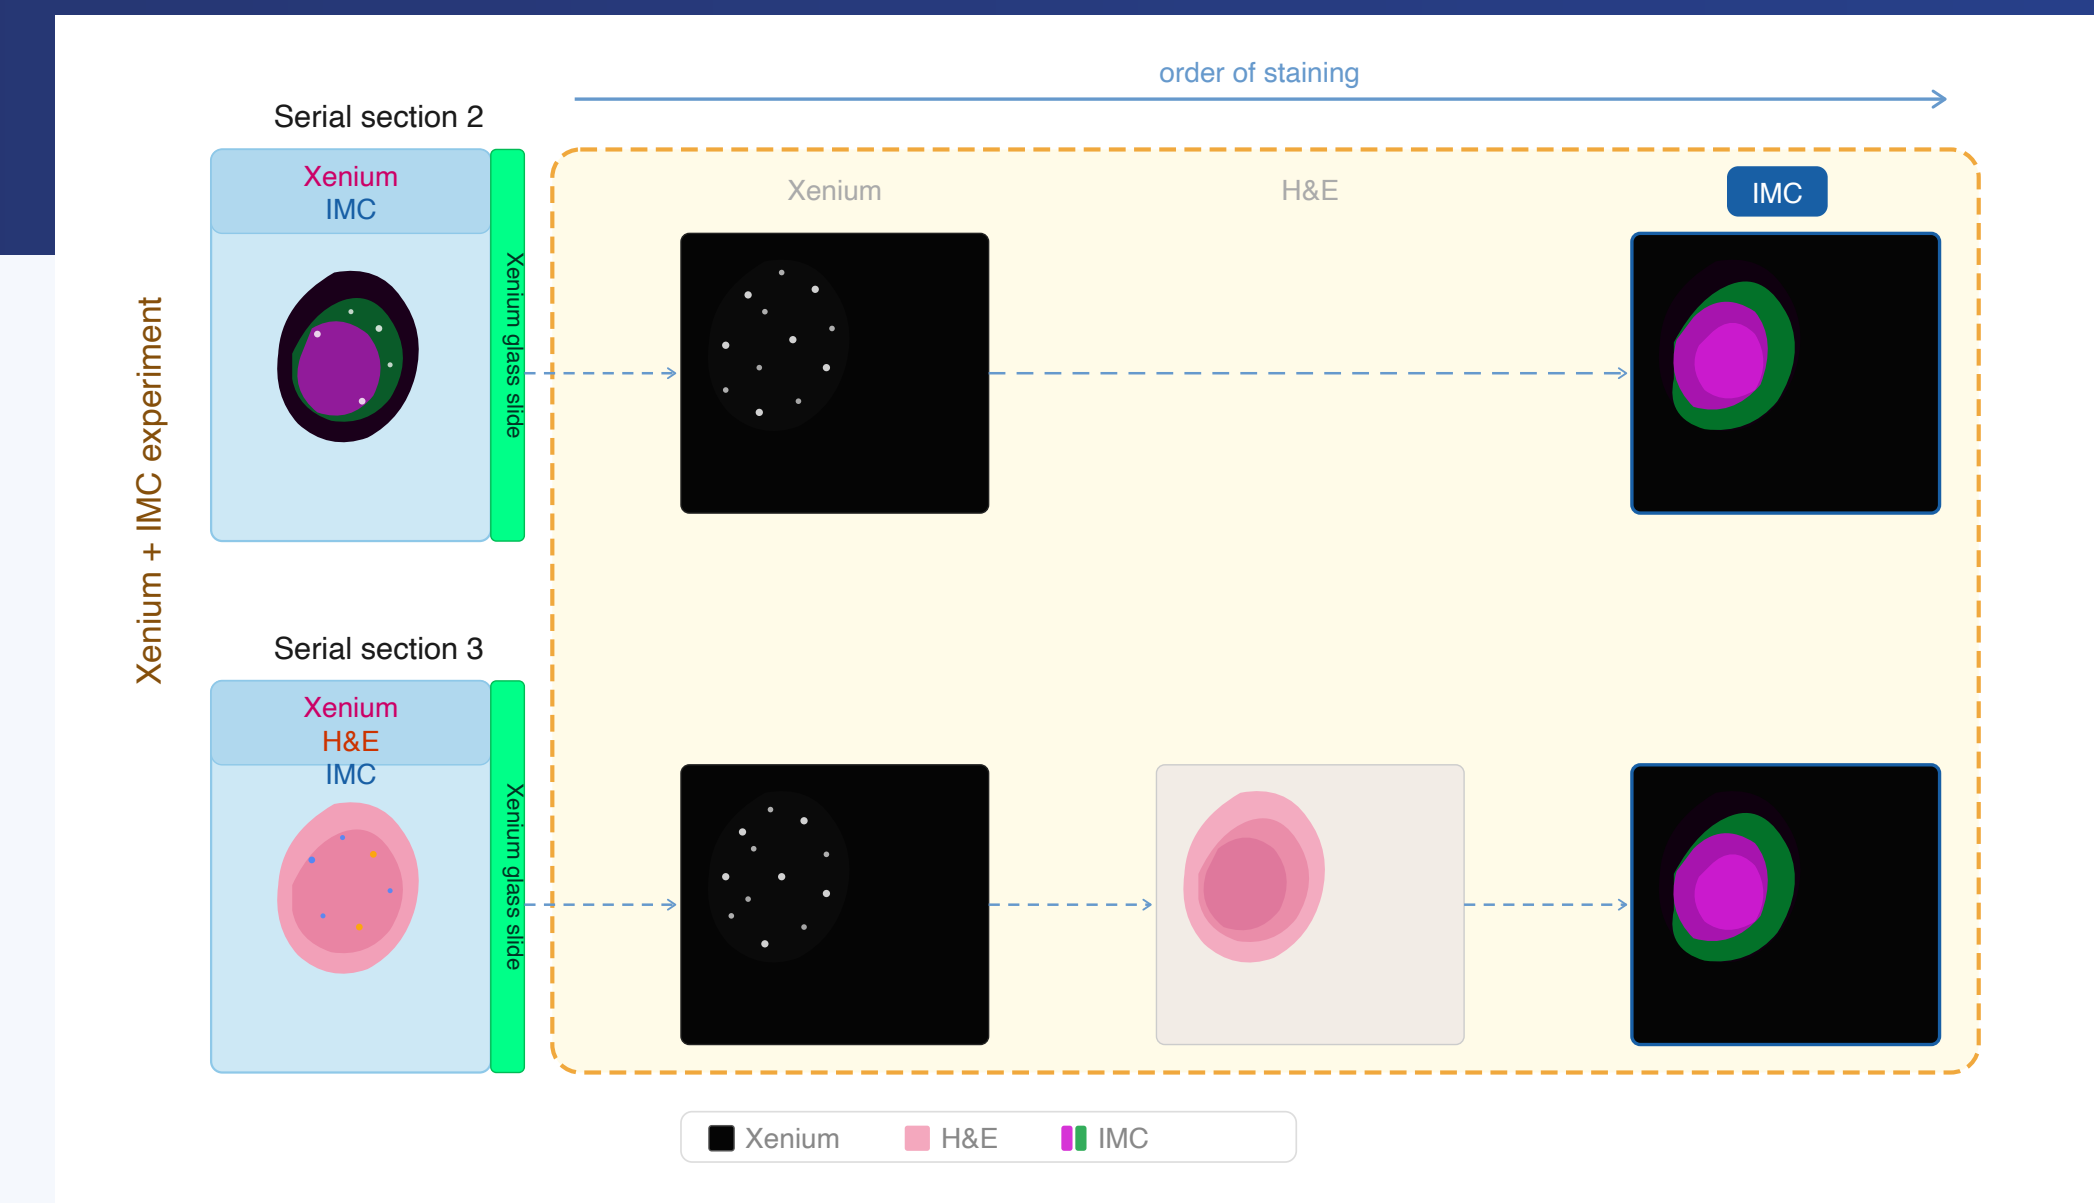 order of staining
Serial section 2
Xenium
IMC
Xenium glass slide
Xenium
H&E
IMC
Xenium + IMC experiment
Serial section 3
Xenium
H&E
IMC
Xenium glass slide
Xenium
H&E
IMC